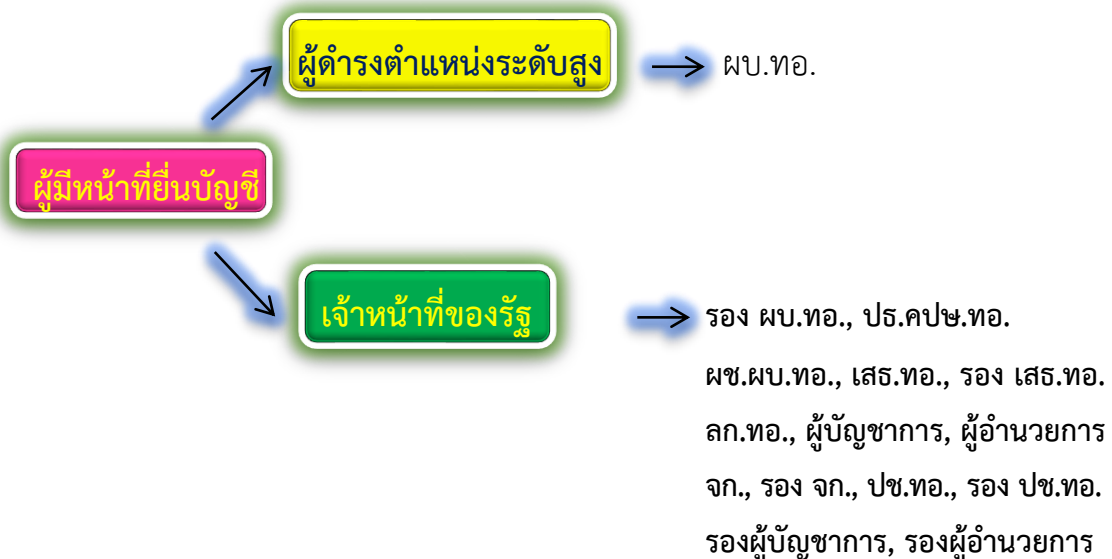 ผู้ดำรงตำแหน่งระดับสูง
ผบ.ทอ.
ผู้มีหน้าที่ยื่นบัญชี
เจ้าหน้าที่ของรัฐ
รอง ผบ.ทอ., ปธ.คปษ.ทอ.
ผช.ผบ.ทอ., เสธ.ทอ., รอง เสธ.ทอ.
ลก.ทอ., ผู้บัญชาการ, ผู้อำนวยการ
จก., รอง จก., ปช.ทอ., รอง ปช.ทอ.
รองผู้บัญชาการ, รองผู้อำนวยการ